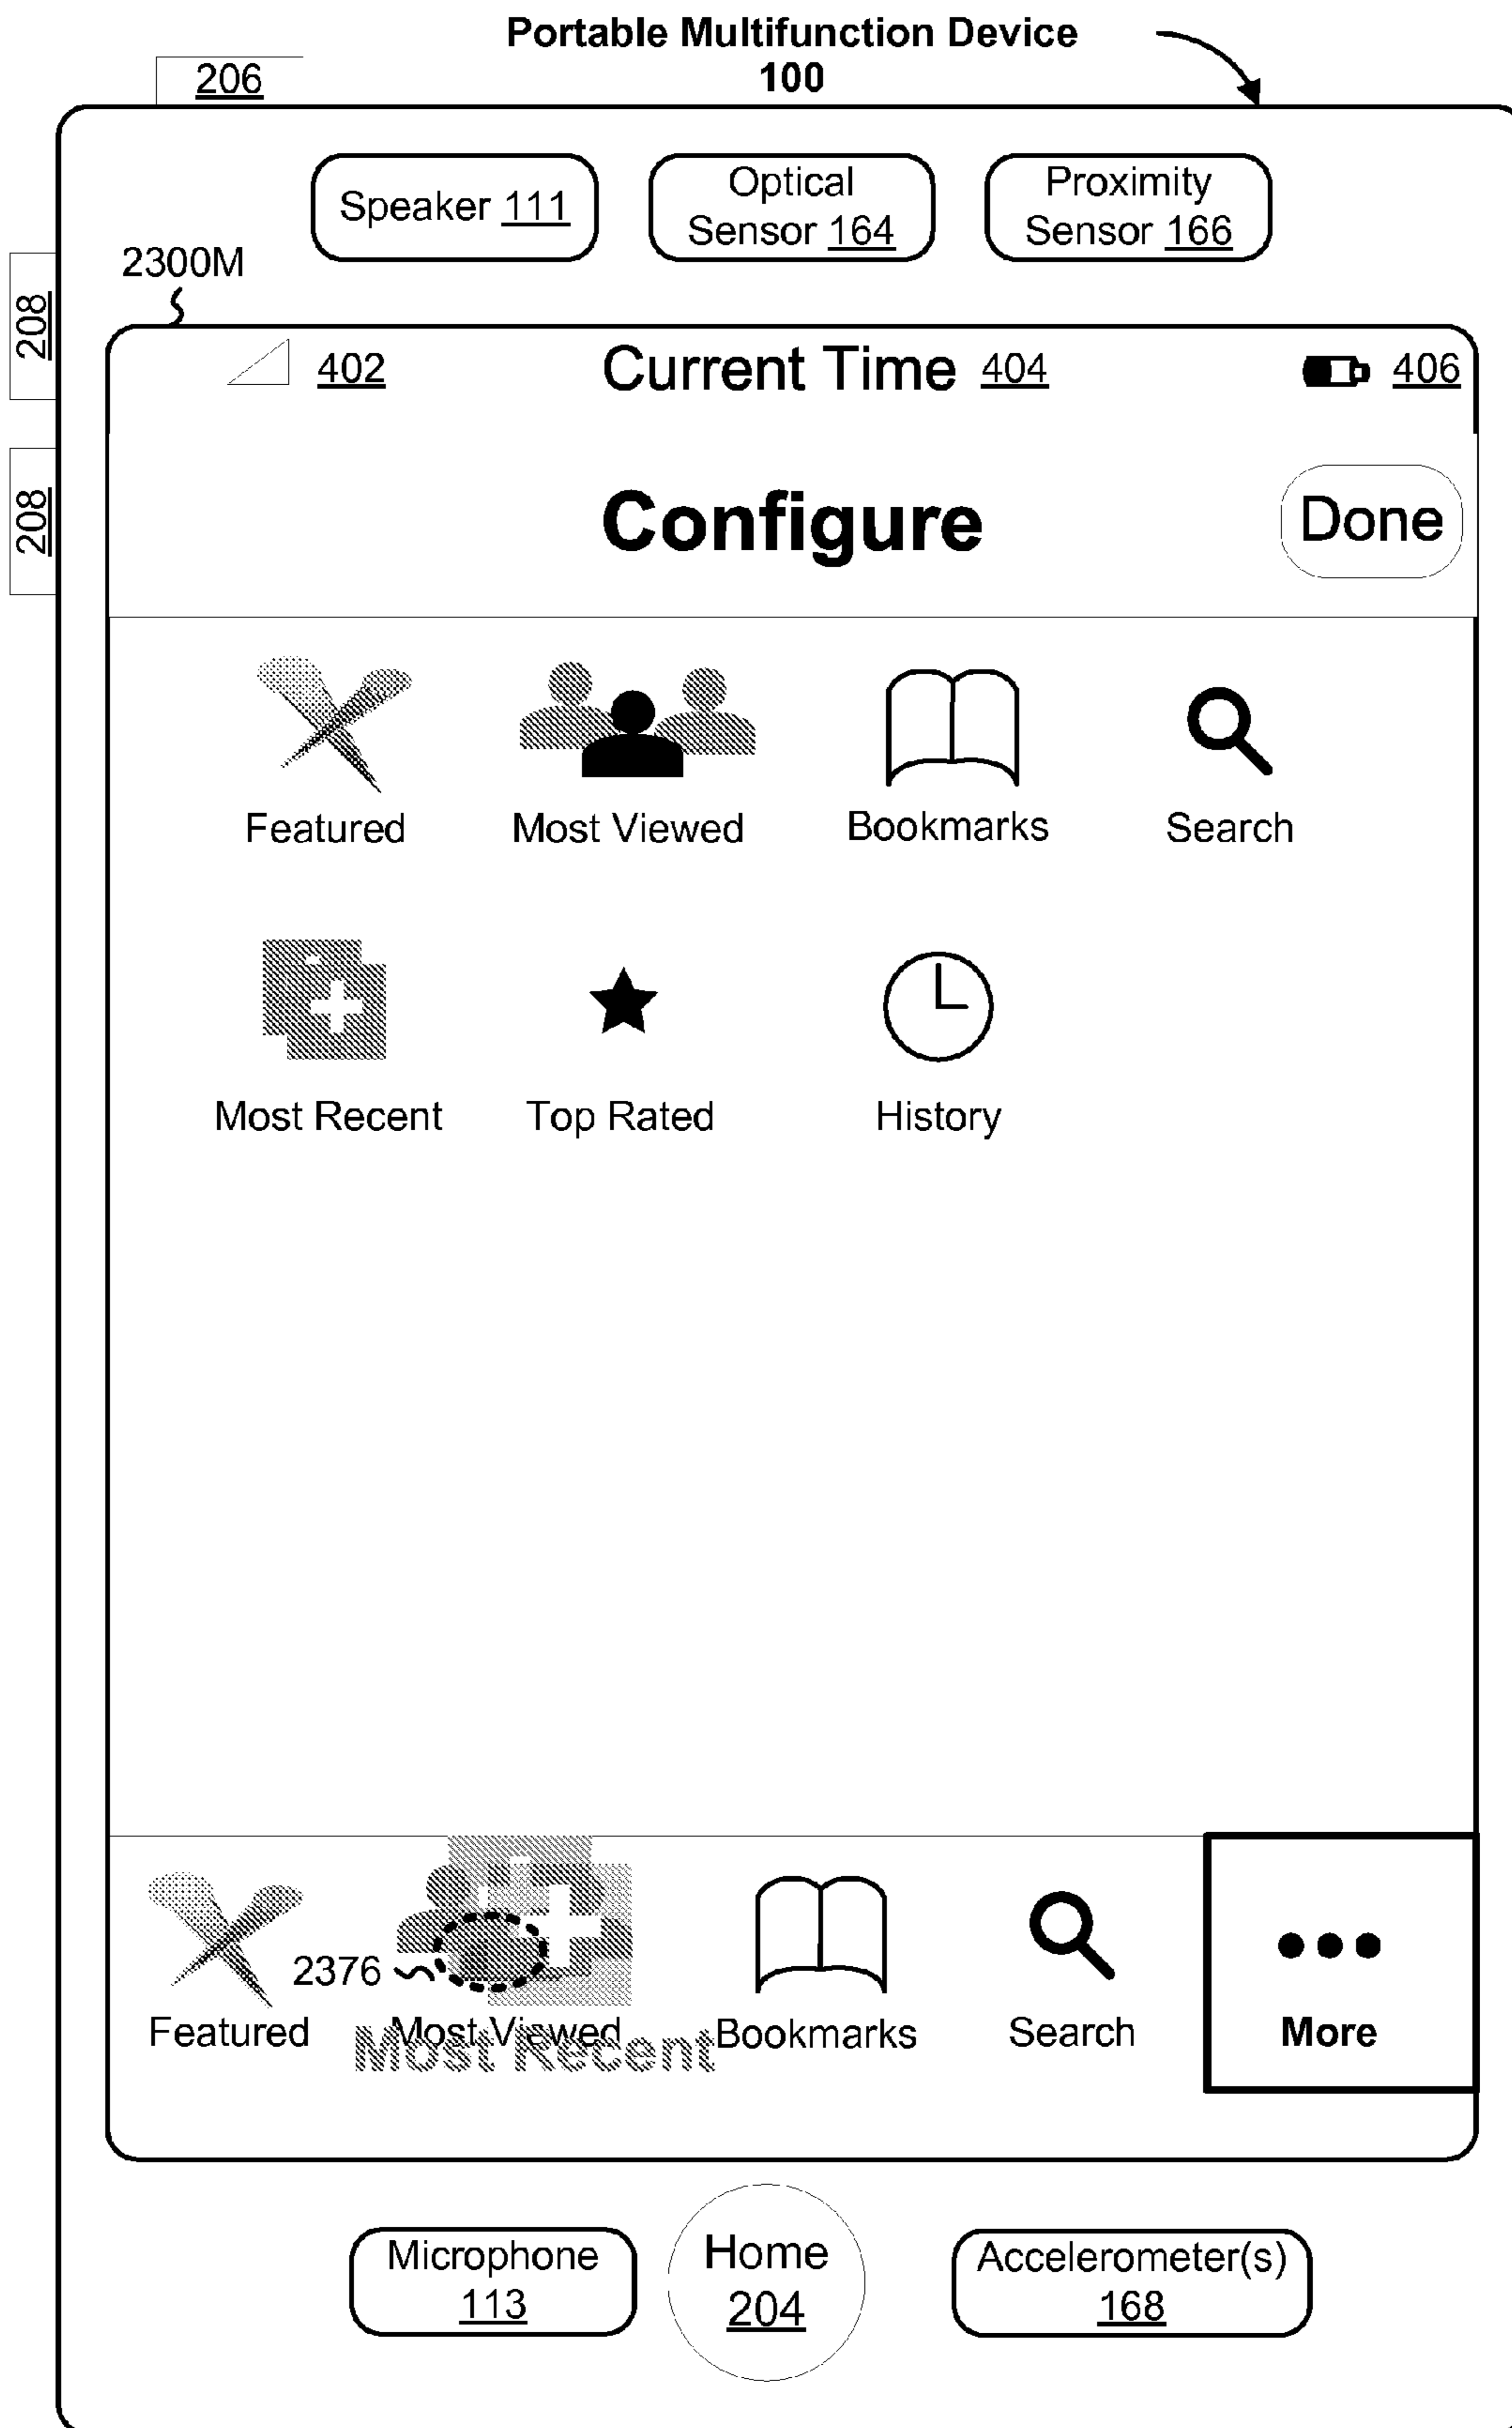 Portable Multifunction Device
100
206
Speaker 111
Optical
Sensor 164
Proximity
Sensor 166
2300M
208
208
402
Current Time 404
406
Configure
Done
Featured
Most Viewed
Bookmarks
Search
Most Recent
Top Rated
History
2376
Featured
Most Viewed
Most Recent
Bookmarks
Search
More
Microphone
113
Home
204
Accelerometer(s)
168